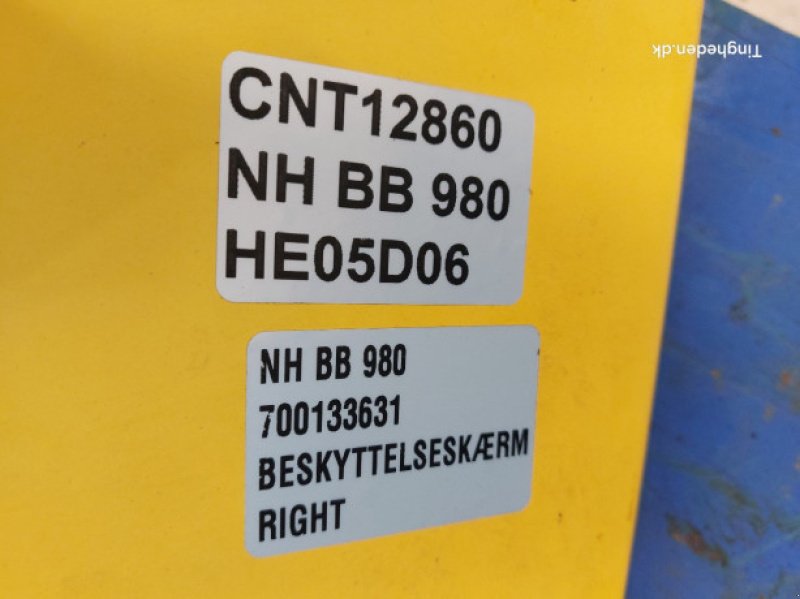 Tingheden.dk
CNT12860
NH BB 980
HE05D06
NH BB 980
700133631
BESKYTTELSESKÆRM
RIGHT